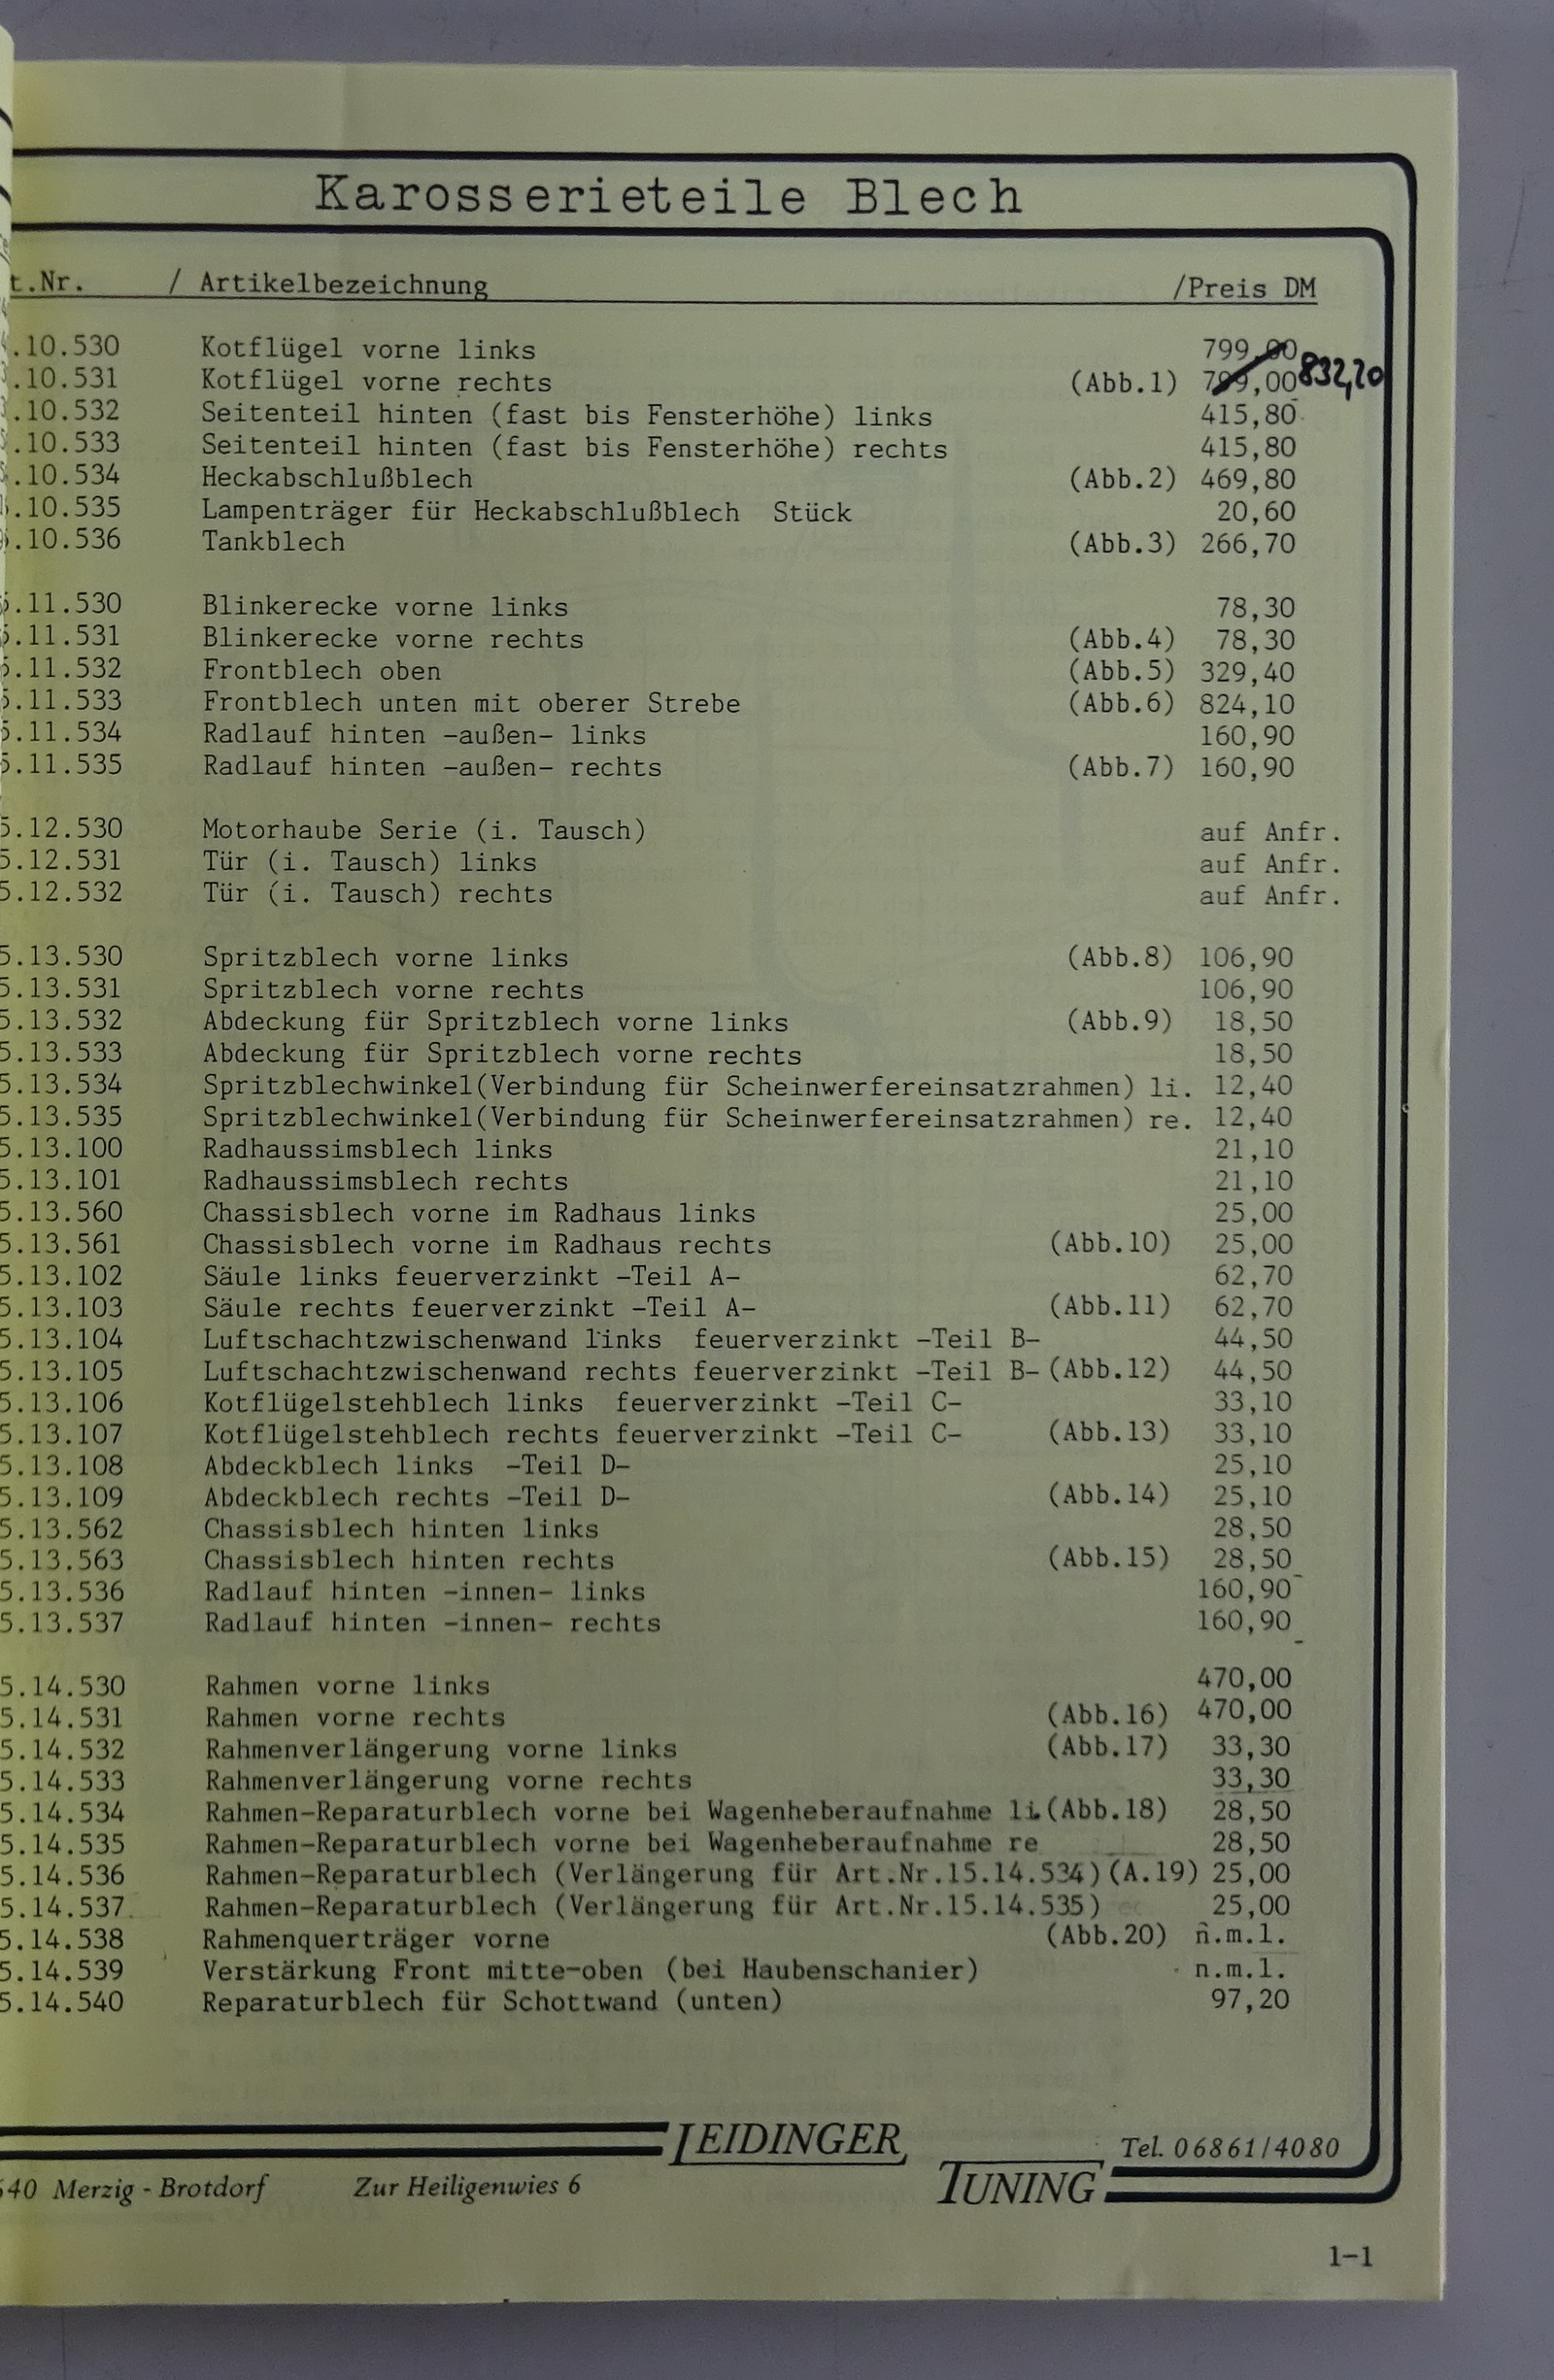 Karosserieteile Blech
t.Nr. / Artikelbezeichnung /Preis DM
.10.530 Kotflügel vorne links 799,00
.10.531 Kotflügel vorne rechts (Abb.1) 799,00 832,20
.10.532 Seitenteil hinten (fast bis Fensterhöhe) links 415,80
.10.533 Seitenteil hinten (fast bis Fensterhöhe) rechts 415,80
.10.534 Heckabschlußblech (Abb.2) 469,80
.10.535 Lampenträger für Heckabschlußblech Stück 20,60
.10.536 Tankblech (Abb.3) 266,70
5.11.530 Blinkerecke vorne links 78,30
5.11.531 Blinkerecke vorne rechts (Abb.4) 78,30
5.11.532 Frontblech oben (Abb.5) 329,40
5.11.533 Frontblech unten mit oberer Strebe (Abb.6) 824,10
5.11.534 Radlauf hinten -außen- links 160,90
5.11.535 Radlauf hinten -außen- rechts (Abb.7) 160,90
5.12.530 Motorhaube Serie (i. Tausch) auf Anfr.
5.12.531 Tür (i. Tausch) links auf Anfr.
5.12.532 Tür (i. Tausch) rechts auf Anfr.
5.13.530 Spritzblech vorne links (Abb.8) 106,90
5.13.531 Spritzblech vorne rechts 106,90
5.13.532 Abdeckung für Spritzblech vorne links (Abb.9) 18,50
5.13.533 Abdeckung für Spritzblech vorne rechts 18,50
5.13.534 Spritzblechwinkel(Verbindung für Scheinwerfereinsatzrahmen) li. 12,40
5.13.535 Spritzblechwinkel(Verbindung für Scheinwerfereinsatzrahmen) re. 12,40
5.13.100 Radhaussimsblech links 21,10
5.13.101 Radhaussimsblech rechts 21,10
5.13.560 Chassisblech vorne im Radhaus links 25,00
5.13.561 Chassisblech vorne im Radhaus rechts (Abb.10) 25,00
5.13.102 Säule links feuerverzinkt -Teil A- 62,70
5.13.103 Säule rechts feuerverzinkt -Teil A- (Abb.11) 62,70
5.13.104 Luftschachtzwischenwand links feuerverzinkt -Teil B- 44,50
5.13.105 Luftschachtzwischenwand rechts feuerverzinkt -Teil B- (Abb.12) 44,50
5.13.106 Kotflügelstehblech links feuerverzinkt -Teil C- 33,10
5.13.107 Kotflügelstehblech rechts feuerverzinkt -Teil C- (Abb.13) 33,10
5.13.108 Abdeckblech links -Teil D- 25,10
5.13.109 Abdeckblech rechts -Teil D- (Abb.14) 25,10
5.13.562 Chassisblech hinten links 28,50
5.13.563 Chassisblech hinten rechts (Abb.15) 28,50
5.13.536 Radlauf hinten -innen- links 160,90
5.13.537 Radlauf hinten -innen- rechts 160,90
5.14.530 Rahmen vorne links 470,00
5.14.531 Rahmen vorne rechts (Abb.16) 470,00
5.14.532 Rahmenverlängerung vorne links (Abb.17) 33,30
5.14.533 Rahmenverlängerung vorne rechts 33,30
5.14.534 Rahmen-Reparaturblech vorne bei Wagenheberaufnahme li.(Abb.18) 28,50
5.14.535 Rahmen-Reparaturblech vorne bei Wagenheberaufnahme re 28,50
5.14.536 Rahmen-Reparaturblech (Verlängerung für Art.Nr.15.14.534)(A.19) 25,00
5.14.537 Rahmen-Reparaturblech (Verlängerung für Art.Nr.15.14.535) 25,00
5.14.538 Rahmenquerträger vorne (Abb.20) n.m.l.
5.14.539 Verstärkung Front mitte-oben (bei Haubenschanier) n.m.l.
5.14.540 Reparaturblech für Schottwand (unten) 97,20
LEIDINGER
TUNING
Tel. 06861/4080
640 Merzig - Brotdorf Zur Heiligenwies 6
1-1